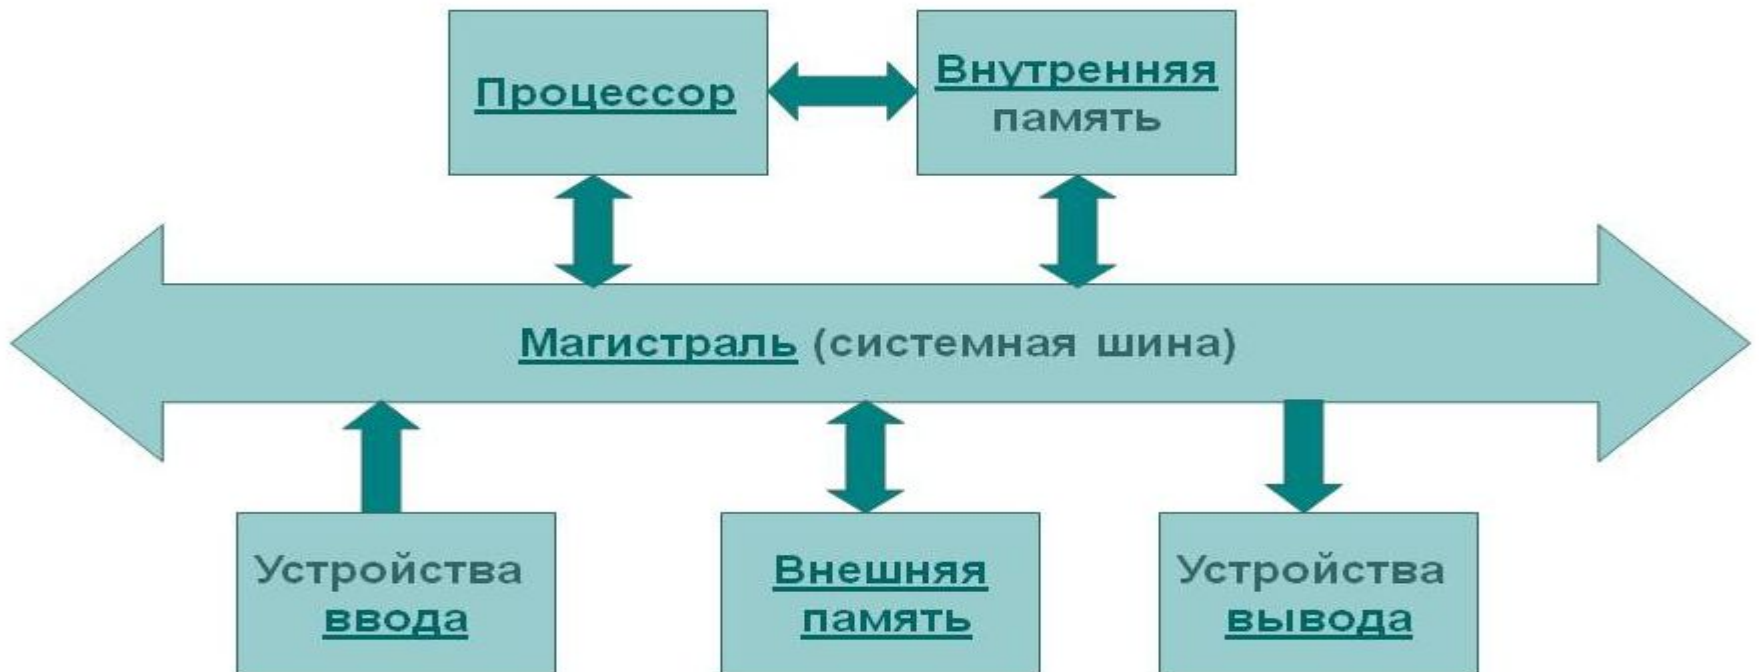 Процессор
Внутренняя
память
Магистраль (системная шина)
Устройства
ввода
Внешняя
память
Устройства
вывода